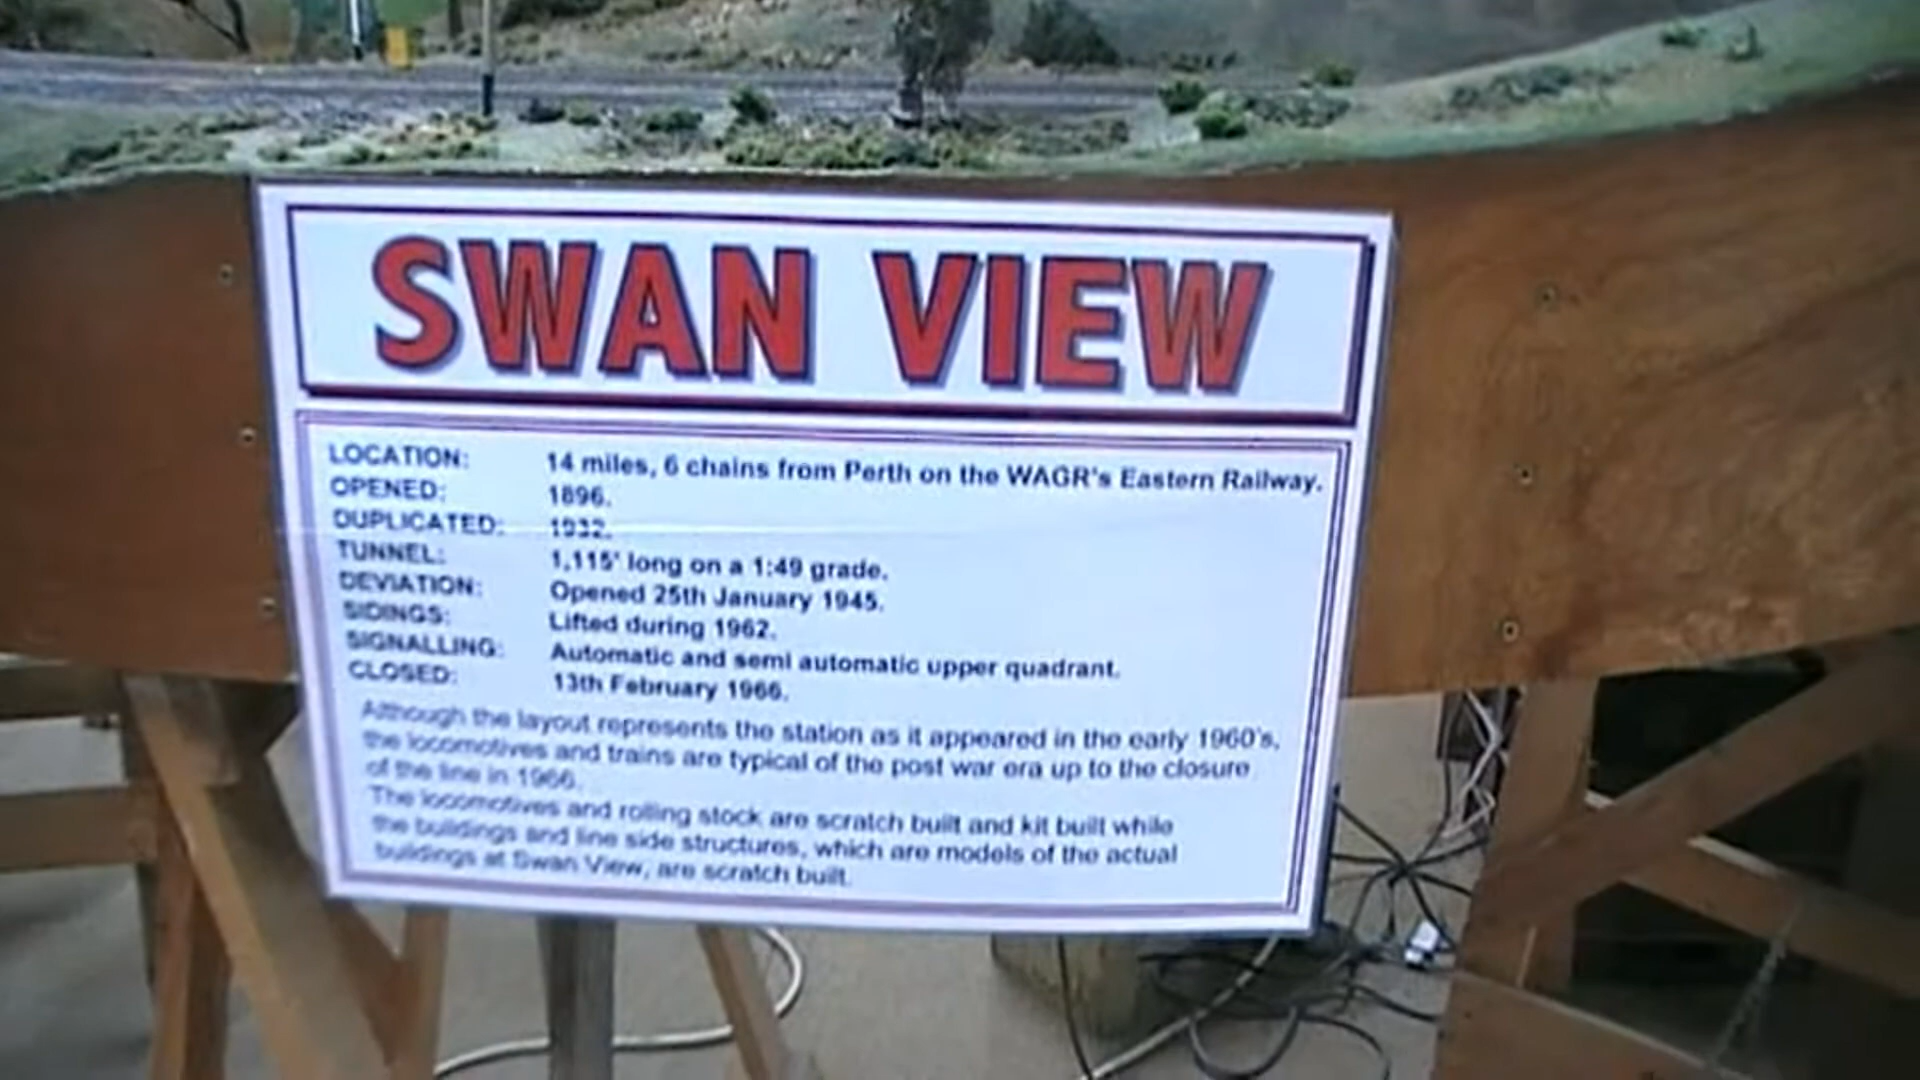 SWAN VIEW
LOCATION: 14 miles, 6 chains from Perth on the WAGR's Eastern Railway.
OPENED: 1896.
DUPLICATED: 1932.
TUNNEL: 1,115' long on a 1:49 grade.
DEVIATION: Opened 25th January 1945.
SIDINGS: Lifted during 1962.
SIGNALLING: Automatic and semi automatic upper quadrant.
CLOSED: 13th February 1966.
Although the layout represents the station as it appeared in the early 1960's,
the locomotives and trains are typical of the post war era up to the closure
of the line in 1966.
The locomotives and rolling stock are scratch built and kit built while
the buildings and line side structures, which are models of the actual
buildings at Swan View, are scratch built.